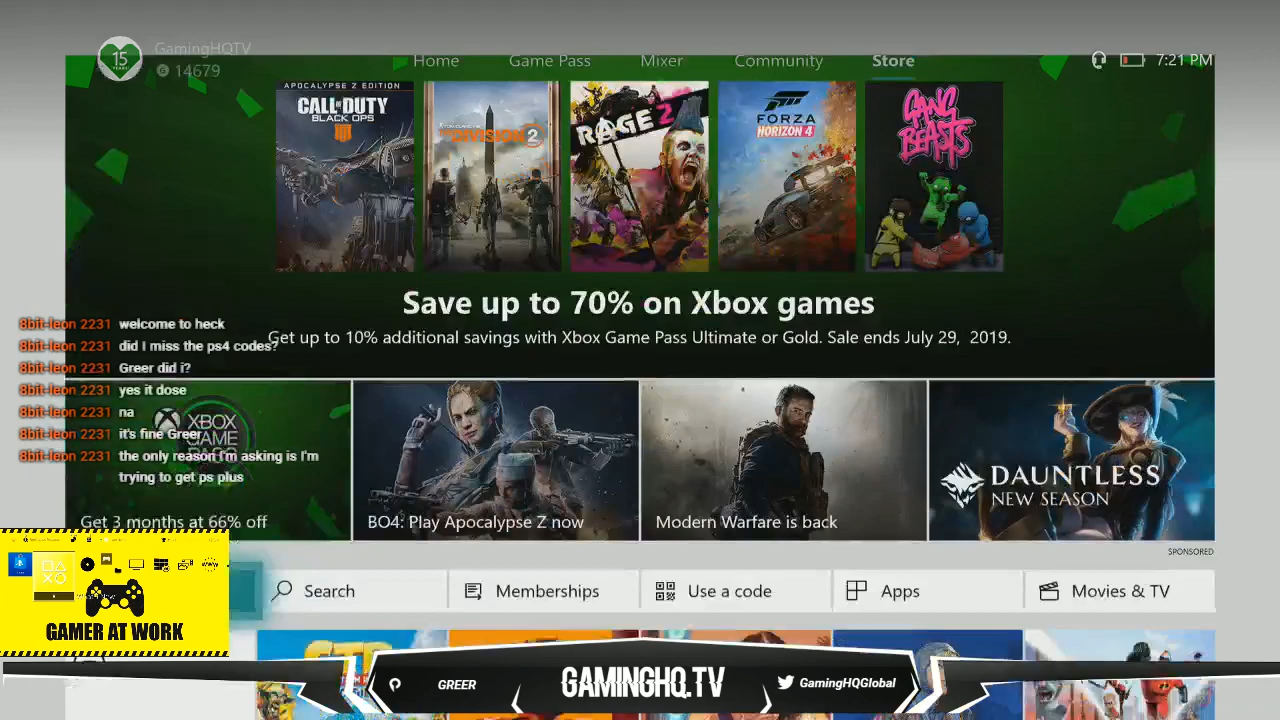 15
YEARS
GamingHQTV
G 14679
Home
Game Pass
Mixer
Community
Store
7:21 PM
APOCALYPSE Z EDITION
CALL OF DUTY
BLACK OPS
IIII
TOM CLANCY'S
THE DIVISION 2
RAGE 2
FORZA
HORIZON 4
GANG
BEASTS
Save up to 70% on Xbox games
Get up to 10% additional savings with Xbox Game Pass Ultimate or Gold. Sale ends July 29, 2019.
8bit-leon 2231 welcome to heck
8bit-leon 2231 did I miss the ps4 codes?
8bit-leon 2231 Greer did i?
8bit-leon 2231 yes it dose
8bit-leon 2231 na
8bit-leon 2231 it's fine Greer
8bit-leon 2231 the only reason I'm asking is I'm
trying to get ps plus
XBOX
GAME
PASS
Get 3 months at 66% off
BO4: Play Apocalypse Z now
Modern Warfare is back
DAUNTLESS
NEW SEASON
SPONSORED
Search
Memberships
Use a code
Apps
Movies & TV
WWW
GAMER AT WORK
GREER
GAMINGHQ.TV
GamingHQGlobal